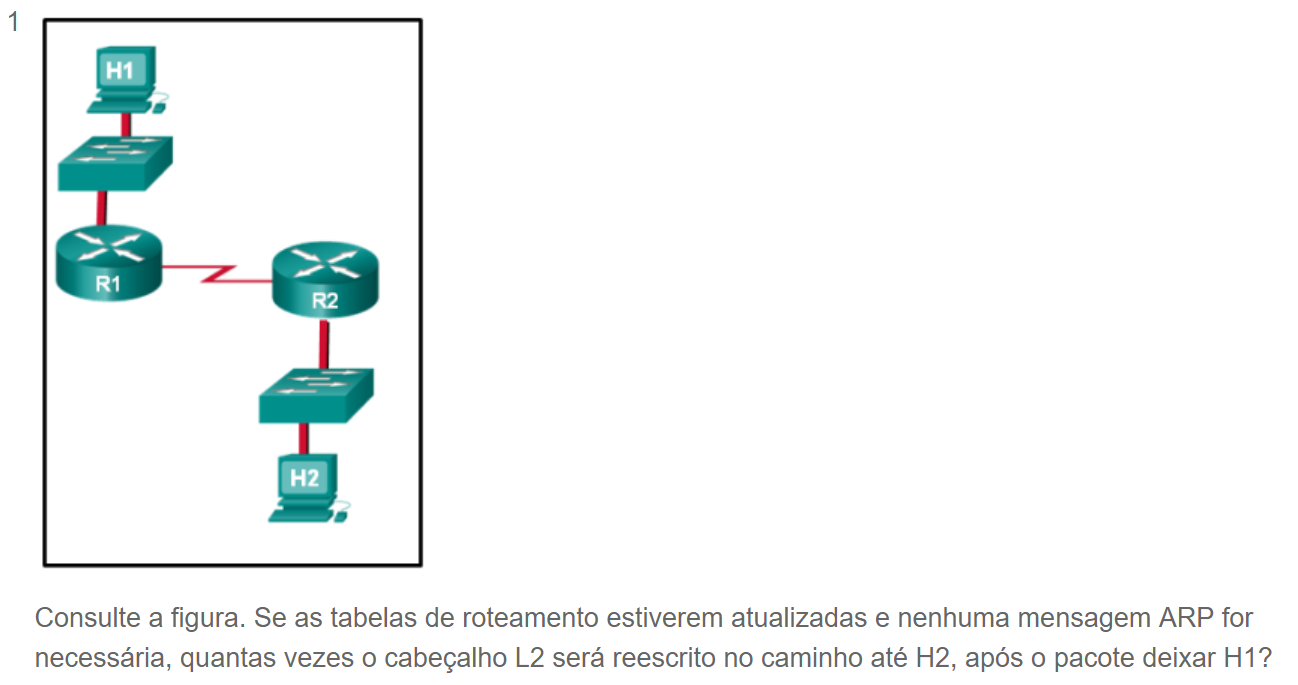 1
H1
R1
R2
H2
Consulte a figura. Se as tabelas de roteamento estiverem atualizadas e nenhuma mensagem ARP for
necessária, quantas vezes o cabeçalho L2 será reescrito no caminho até H2, após o pacote deixar H1?